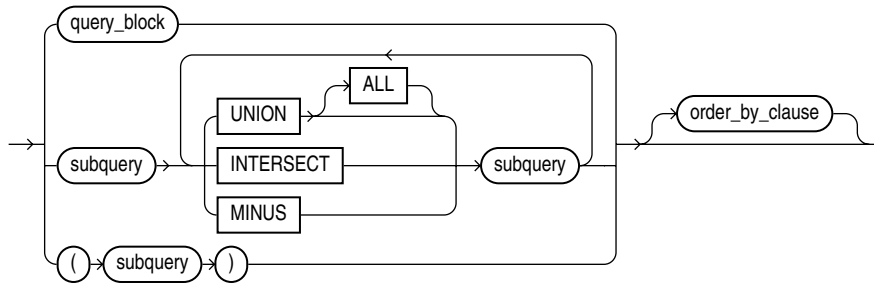 query_block
ALL
UNION
order_by_clause
subquery
INTERSECT
subquery
MINUS
( subquery )